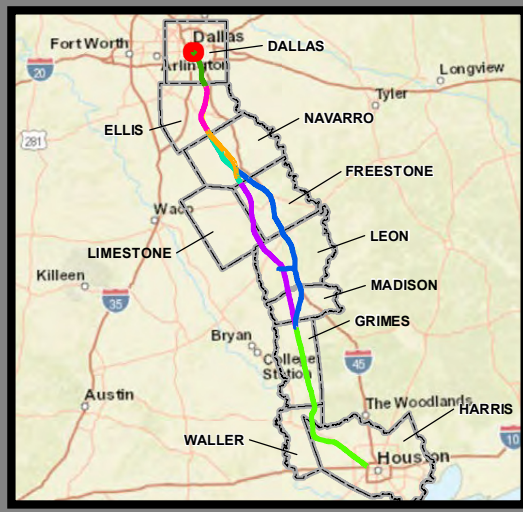 Dallas
DALLAS
Fort Worth
Arlington
20
Longview
Tyler
NAVARRO
ELLIS
281
FREESTONE
Waco
LEON
LIMESTONE
Killeen
MADISON
35
GRIMES
Bryan
College
Station
45
Austin
The Woodlands
HARRIS
WALLER
10
Houston